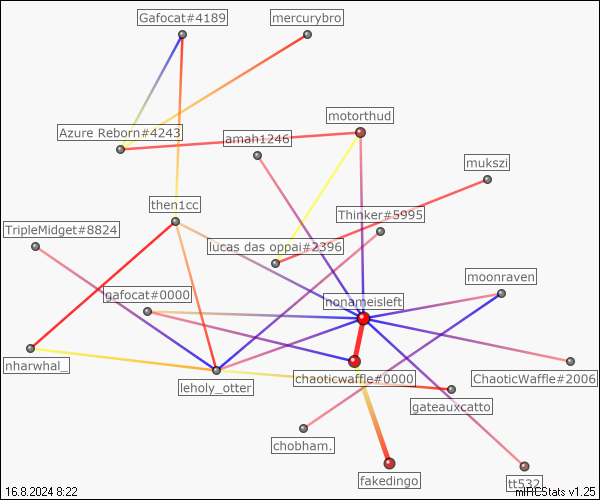 Gafocat#4189
mercurybro
motorthud
Azure Reborn#4243
amah1246
mukszi
then1cc
Thinker#5995
TripleMidget#8824
lucas das oppai#2396
moonraven
gafocat#0000
nonameisleft
nharwhal_
chaoticwaffle#0000
ChaoticWaffle#2006
leholy_otter
gateauxcatto
chobham.
fakedingo
tt532
16.8.2024 8:22
mIRCStats v1.25